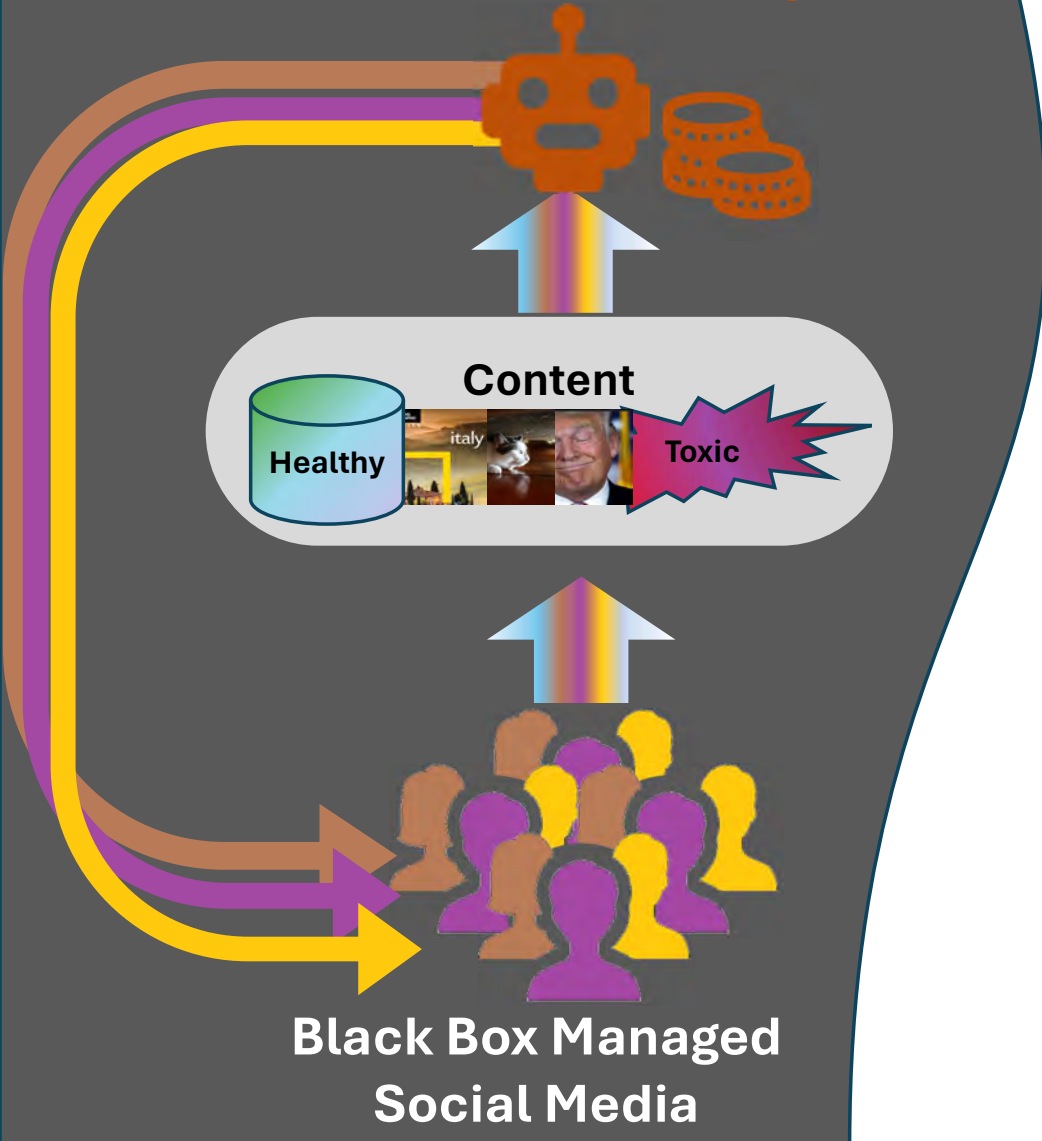 Content
Healthy
italy
Toxic
Black Box Managed
Social Media